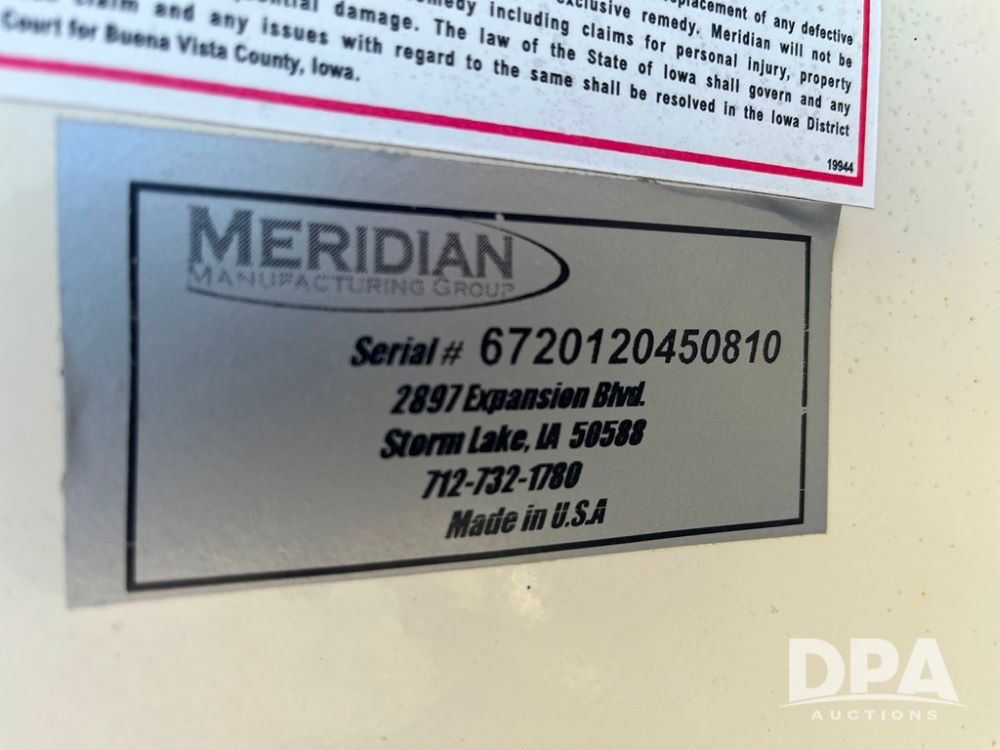 placement of any defective
xclusive remedy. Meridian will not be
edy including claims for personal injury, property
damage. The law of the State of Iowa shall govern and any
claim and any issues with regard to the same shall be resolved in the Iowa District
Court for Buena Vista County, Iowa.
19944
MERIDIAN
MANUFACTURING GROUP
Serial # 6720120450810
2897 Expansion Blvd.
Storm Lake, IA 50588
712-732-1780
Made in U.S.A
DPA
AUCTIONS